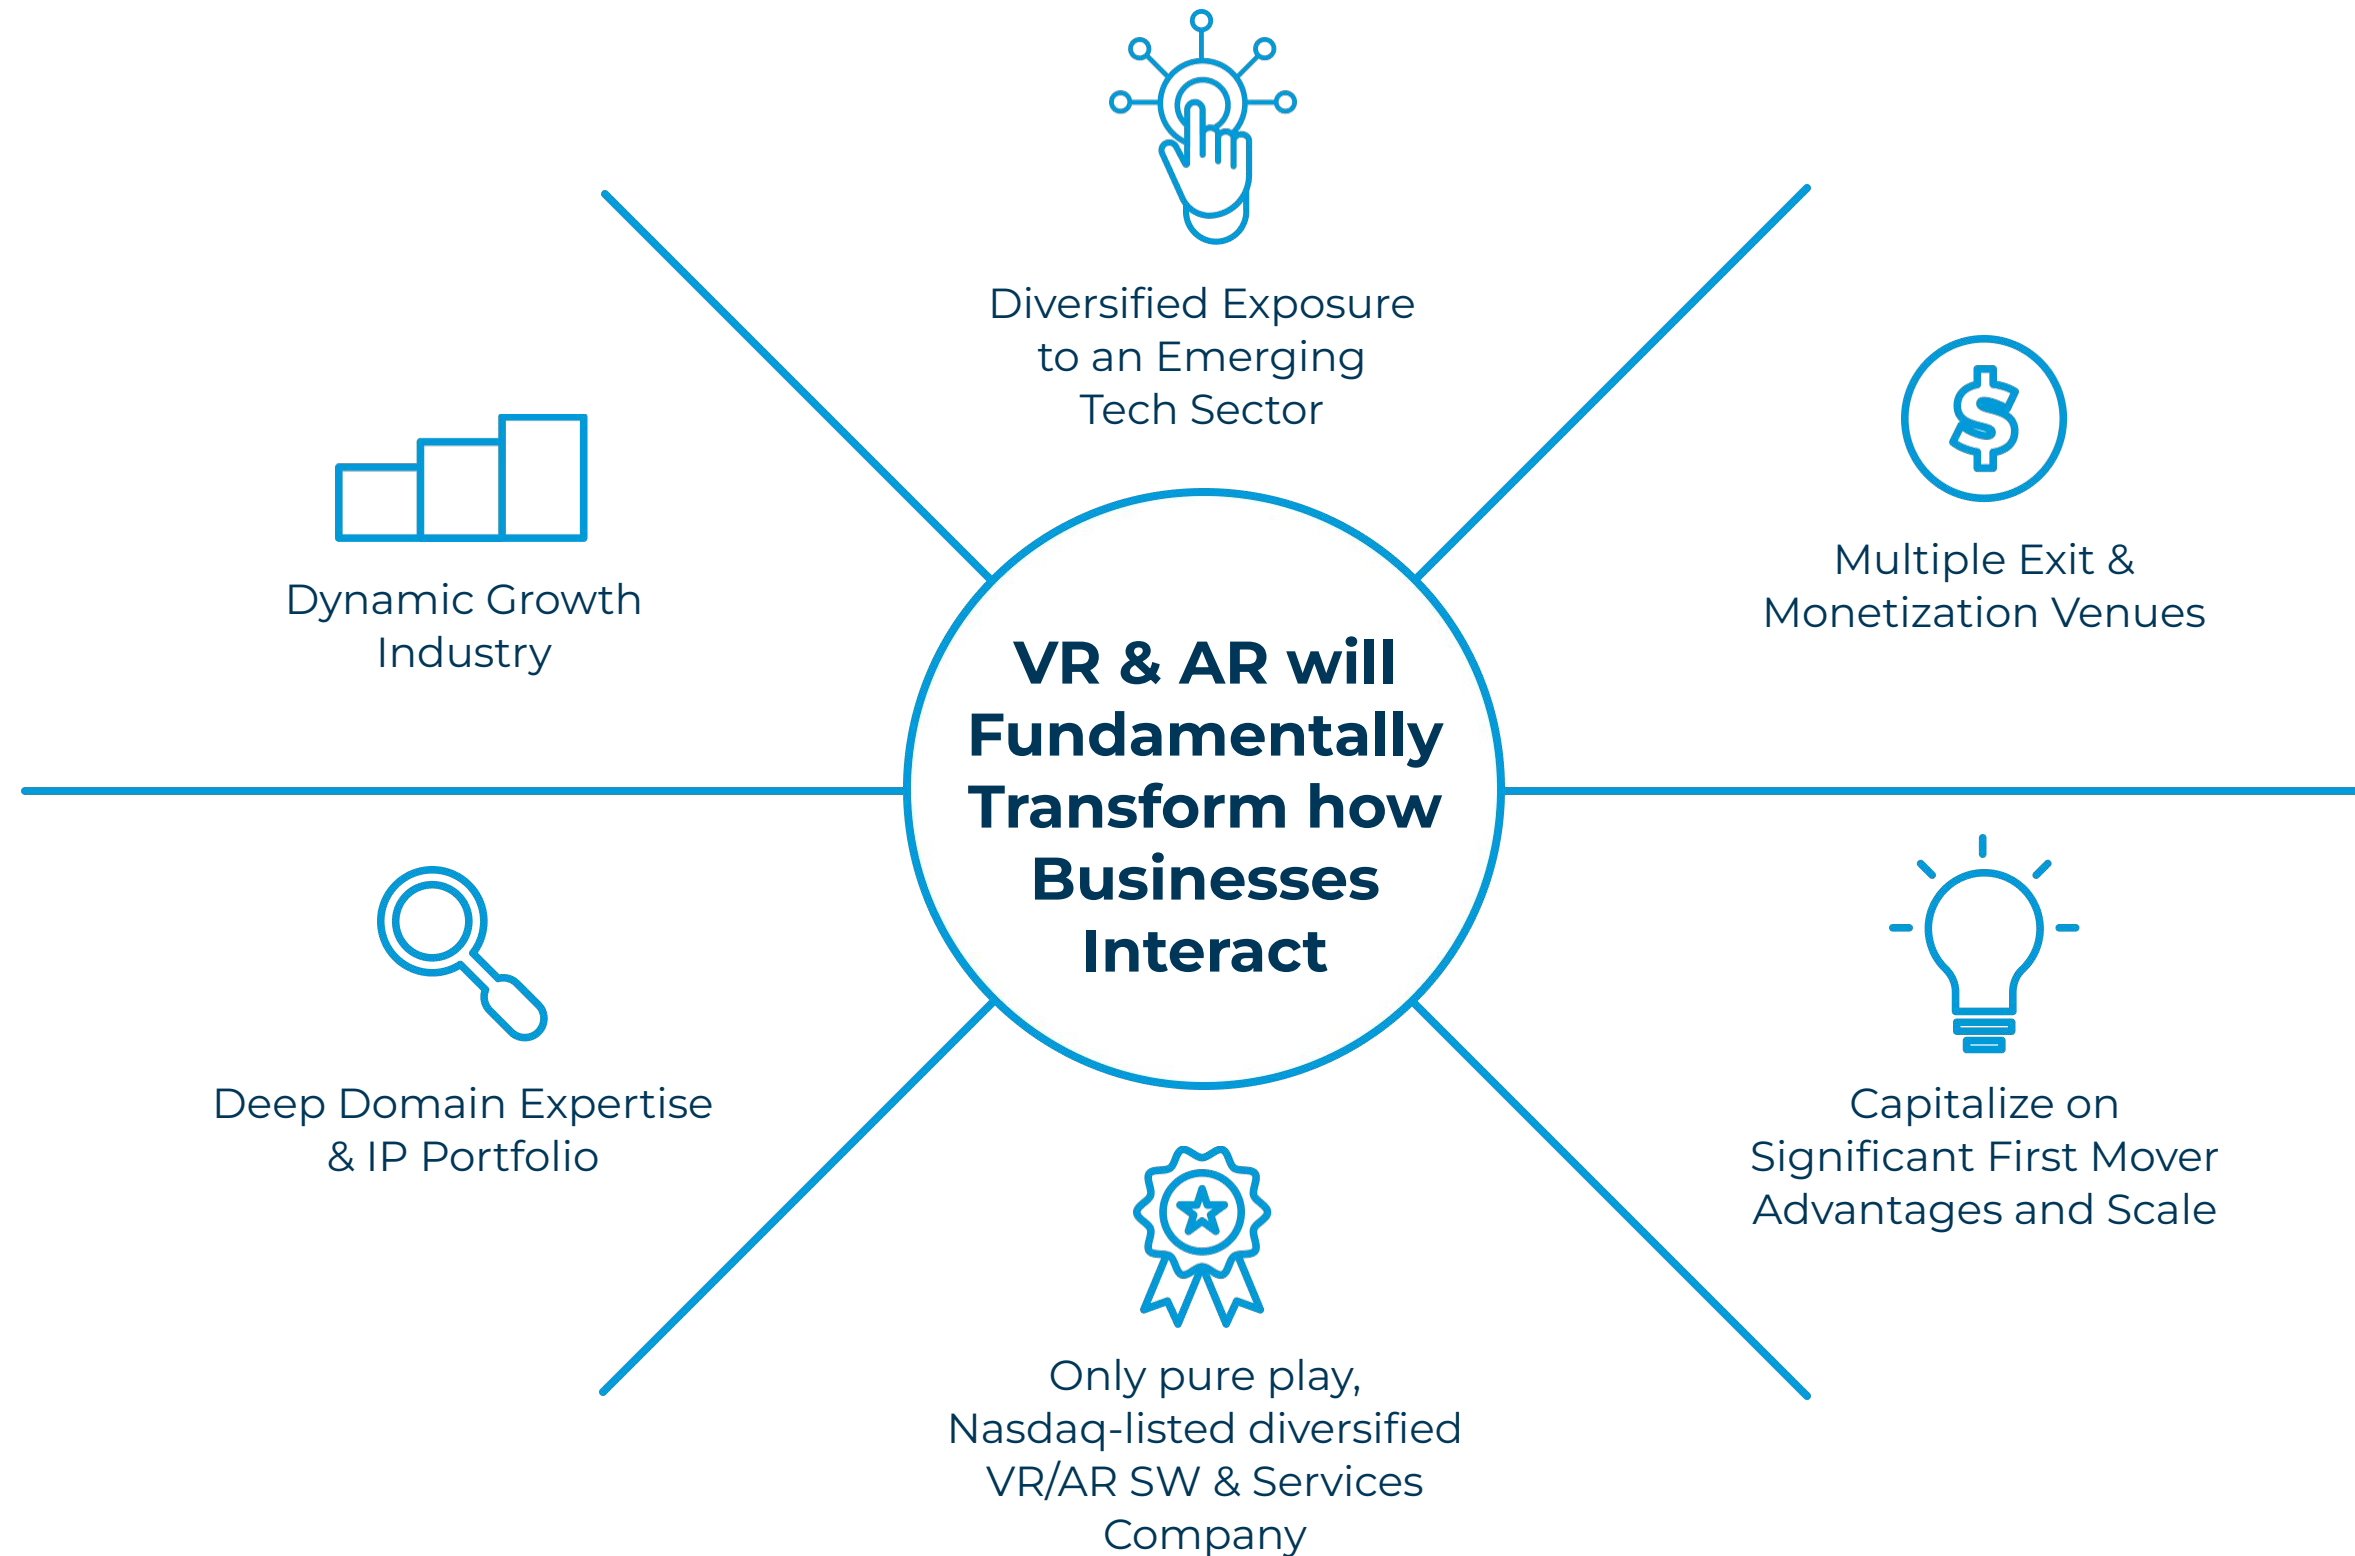 Diversified Exposure
to an Emerging
Tech Sector
Multiple Exit &
Monetization Venues
Dynamic Growth
Industry
VR & AR will
Fundamentally
Transform how
Businesses
Interact
Deep Domain Expertise
& IP Portfolio
Capitalize on
Significant First Mover
Advantages and Scale
Only pure play,
Nasdaq-listed diversified
VR/AR SW & Services
Company